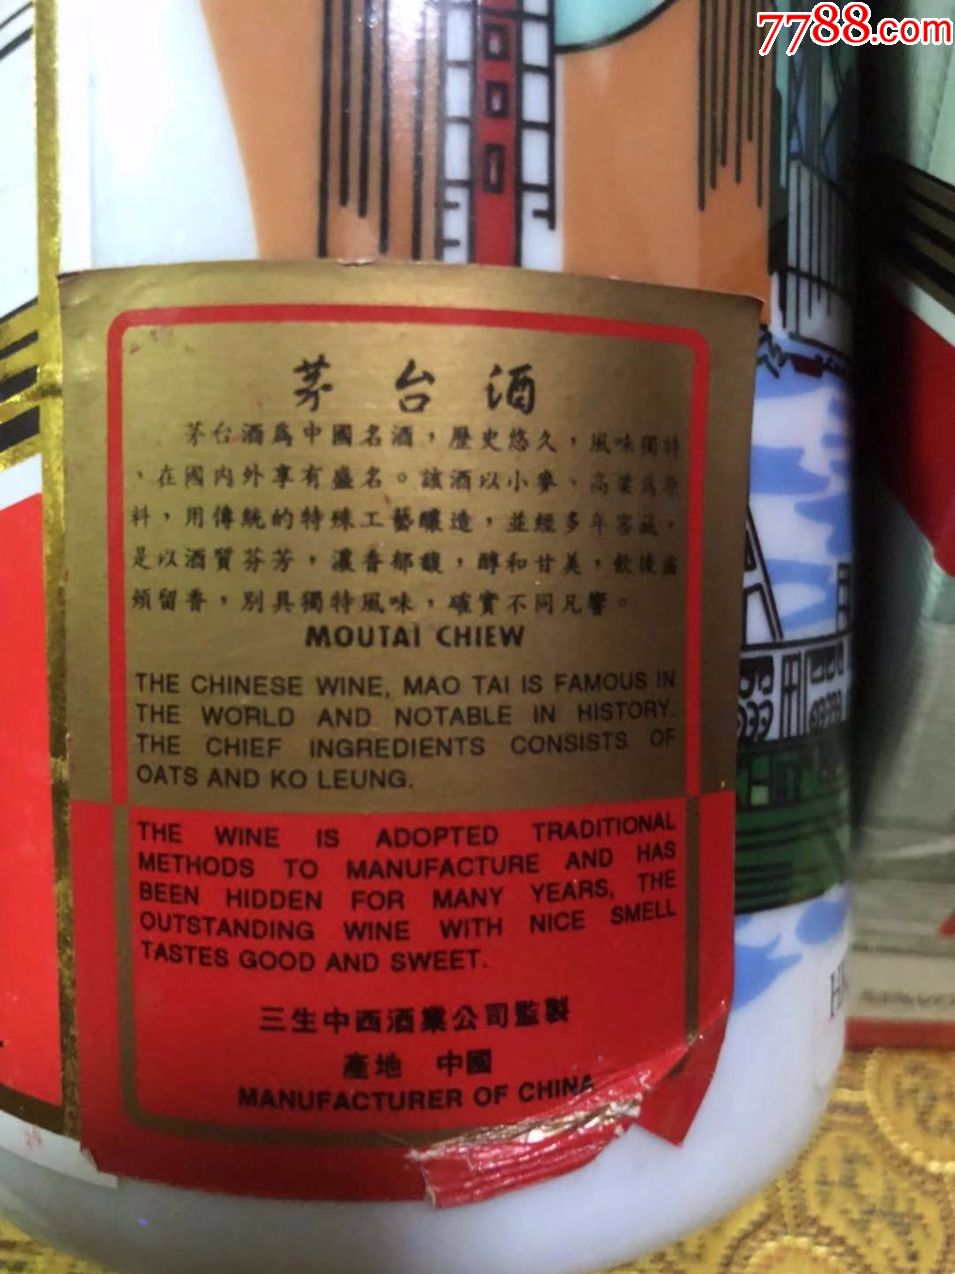 7788.com
茅台酒
茅台酒爲中國名酒，歷史悠久，風味獨特
、在國內外享有盛名。該酒以小麥、高粱爲原
料，用傳統的特殊工藝釀造，並經多年窖藏，
是以酒質芬芳，濃香郁馥，醇和甘美，飲後齒
頰留香，別具獨特風味，確實不同凡響。
MOUTAI CHIEW
THE CHINESE WINE, MAO TAI IS FAMOUS IN
THE WORLD AND NOTABLE IN HISTORY.
THE CHIEF INGREDIENTS CONSISTS OF
OATS AND KO LEUNG.
THE WINE IS ADOPTED TRADITIONAL
METHODS TO MANUFACTURE AND HAS
BEEN HIDDEN FOR MANY YEARS, THE
OUTSTANDING WINE WITH NICE SMELL
TASTES GOOD AND SWEET.
三生中西酒業公司監製
產地 中國
MANUFACTURER OF CHINA